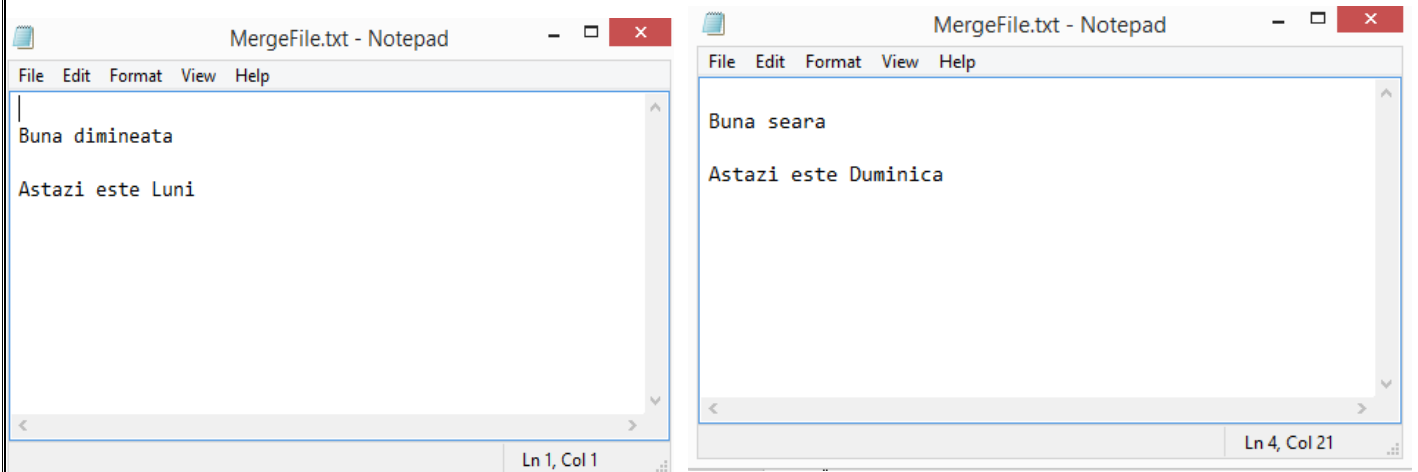 MergeFile.txt - Notepad
File Edit Format View Help
Buna dimineata
Astazi este Luni
Ln 1, Col 1
MergeFile.txt - Notepad
File Edit Format View Help
Buna seara
Astazi este Duminica
Ln 4, Col 21